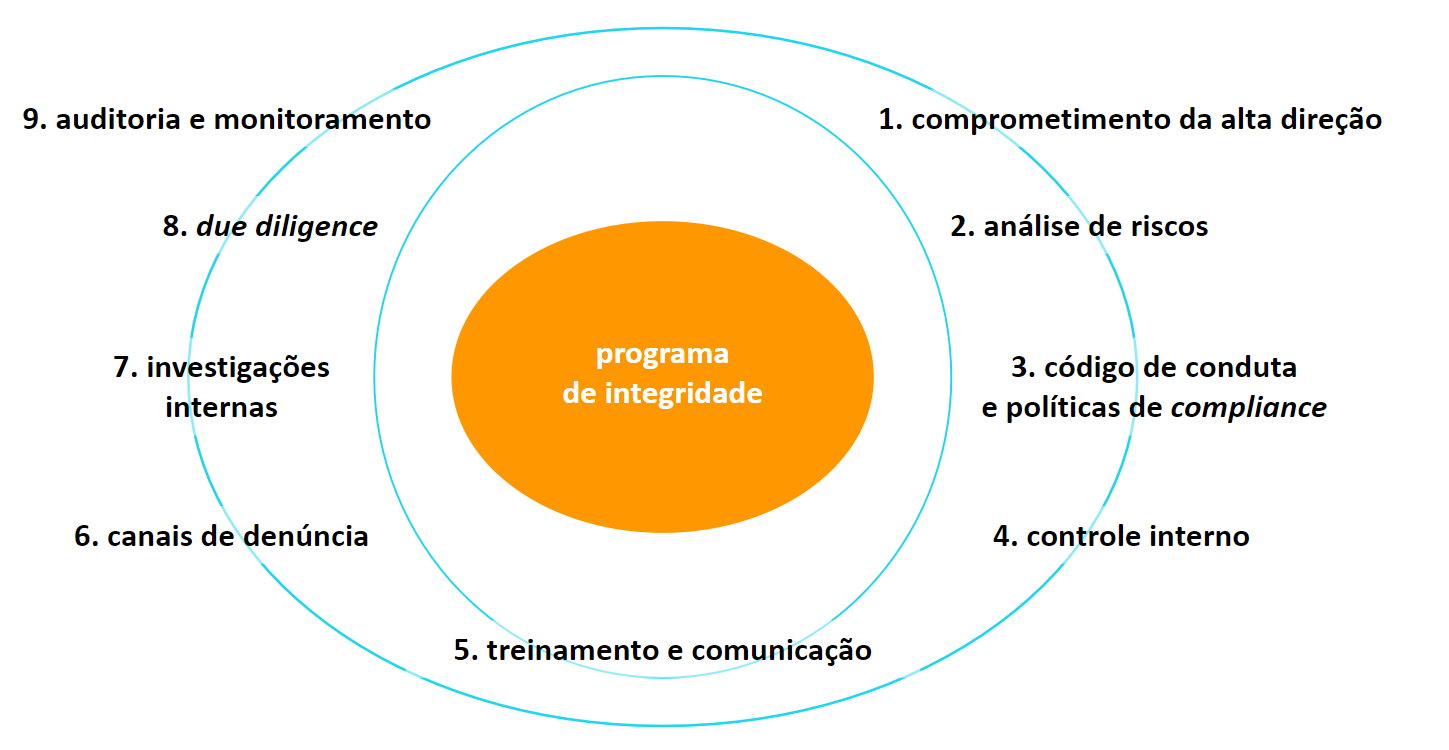 9. auditoria e monitoramento
1. comprometimento da alta direção
8. due diligence
2. análise de riscos
programa
de integridade
7. investigações
internas
3. código de conduta
e políticas de compliance
6. canais de denúncia
4. controle interno
5. treinamento e comunicação